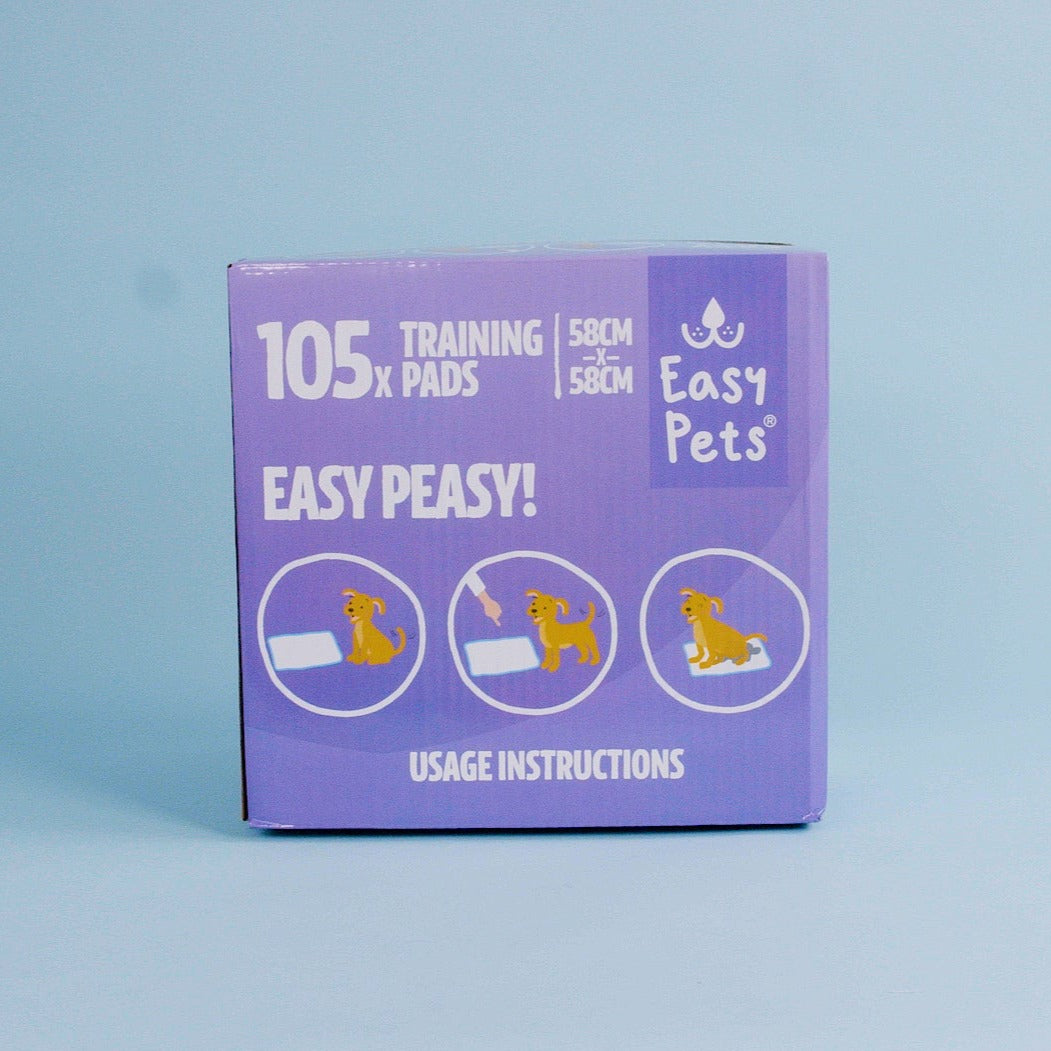 105x TRAINING PADS
58CM
-X-
58CM
Easy
Pets®
EASY PEASY!
USAGE INSTRUCTIONS